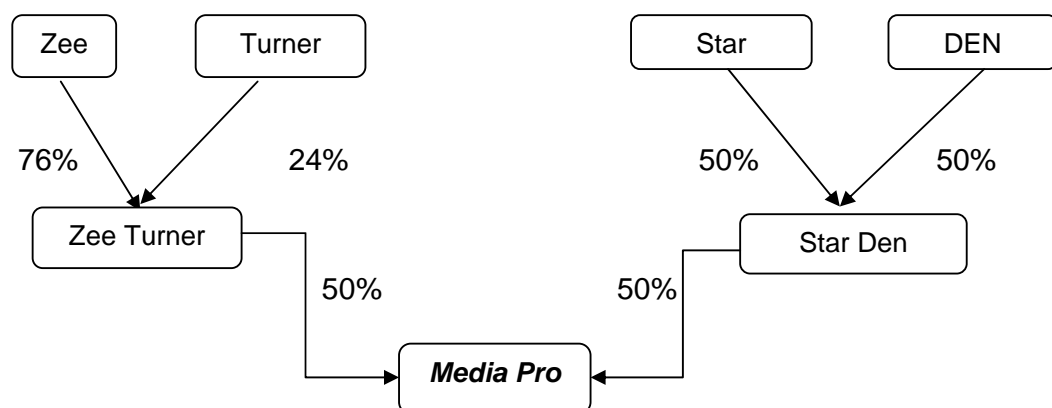 Zee
Turner
Star
DEN
76%
24%
50%
50%
Zee Turner
Star Den
50%
50%
Media Pro